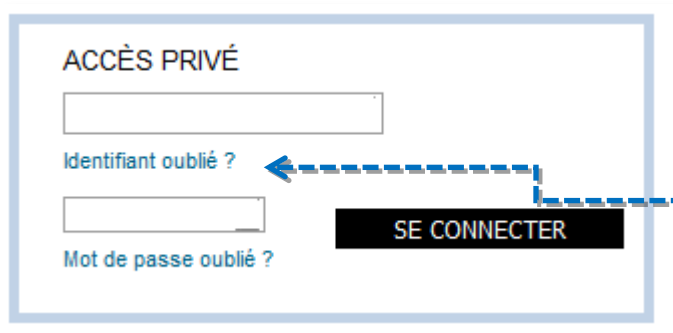 ACCÈS PRIVÉ
Identifiant oublié ?
SE CONNECTER
Mot de passe oublié ?